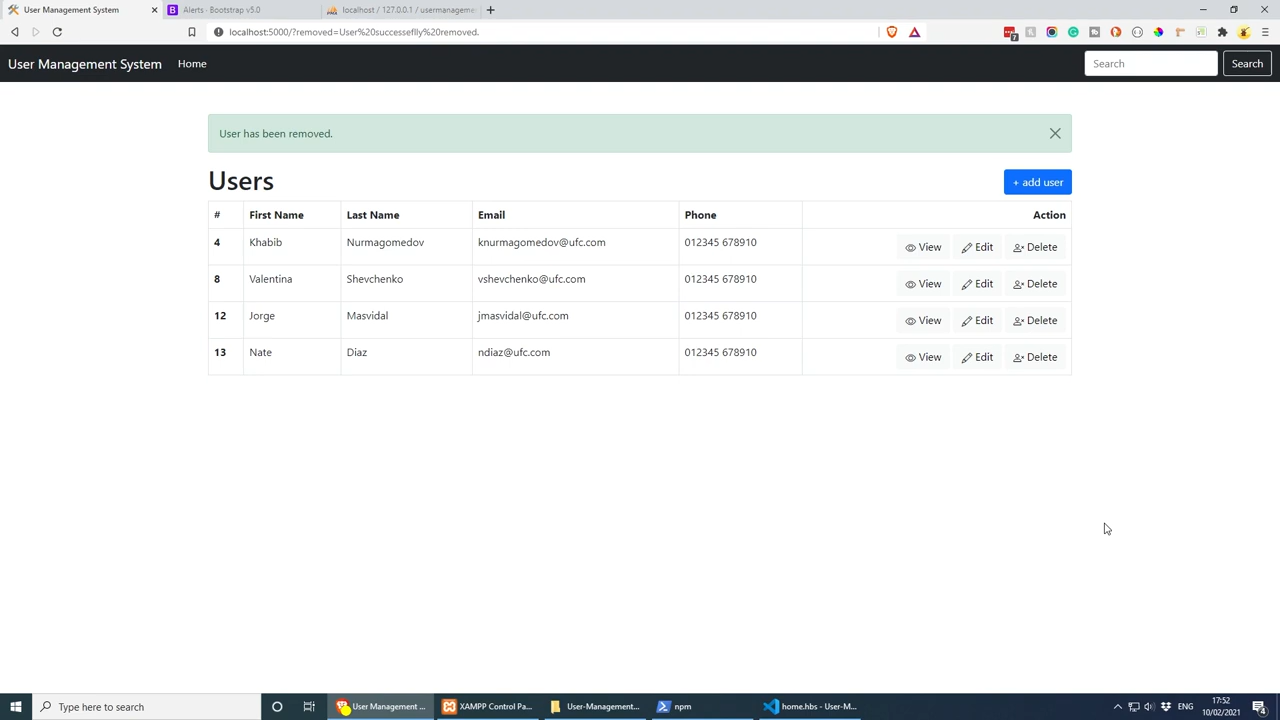 User Management System
Alerts · Bootstrap v5.0
localhost / 127.0.0.1 / usermanageme
localhost:5000/?removed=User%20successeflly%20removed.
7
User Management System Home Search Search
User has been removed.
Users
+ add user
# First Name Last Name Email Phone Action
4 Khabib Nurmagomedov knurmagomedov@ufc.com 012345 678910 View Edit Delete
8 Valentina Shevchenko vshevchenko@ufc.com 012345 678910 View Edit Delete
12 Jorge Masvidal jmasvidal@ufc.com 012345 678910 View Edit Delete
13 Nate Diaz ndiaz@ufc.com 012345 678910 View Edit Delete
Type here to search
User Management ...
XAMPP Control Pa...
User-Management...
npm
home.hbs - User-M...
ENG
17:52
10/02/2021
4